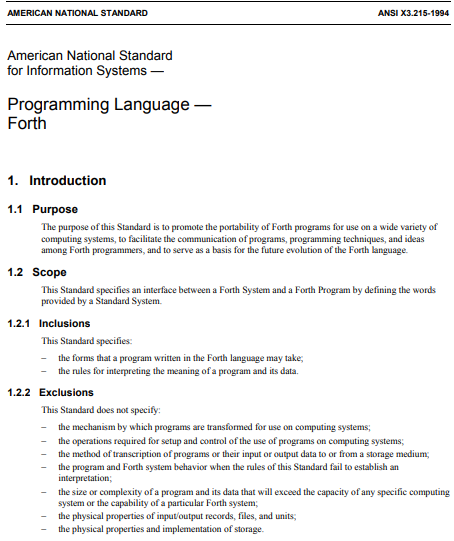 AMERICAN NATIONAL STANDARD ANSI X3.215-1994
American National Standard
for Information Systems —
Programming Language —
Forth
1. Introduction
1.1 Purpose
The purpose of this Standard is to promote the portability of Forth programs for use on a wide variety of
computing systems, to facilitate the communication of programs, programming techniques, and ideas
among Forth programmers, and to serve as a basis for the future evolution of the Forth language.
1.2 Scope
This Standard specifies an interface between a Forth System and a Forth Program by defining the words
provided by a Standard System.
1.2.1 Inclusions
This Standard specifies:
– the forms that a program written in the Forth language may take;
– the rules for interpreting the meaning of a program and its data.
1.2.2 Exclusions
This Standard does not specify:
– the mechanism by which programs are transformed for use on computing systems;
– the operations required for setup and control of the use of programs on computing systems;
– the method of transcription of programs or their input or output data to or from a storage medium;
– the program and Forth system behavior when the rules of this Standard fail to establish an
interpretation;
– the size or complexity of a program and its data that will exceed the capacity of any specific computing
system or the capability of a particular Forth system;
– the physical properties of input/output records, files, and units;
– the physical properties and implementation of storage.